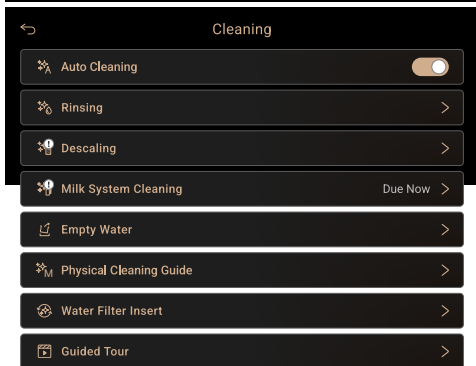 Cleaning
Auto Cleaning
Rinsing
Descaling
Milk System Cleaning Due Now
Empty Water
Physical Cleaning Guide
Water Filter Insert
Guided Tour